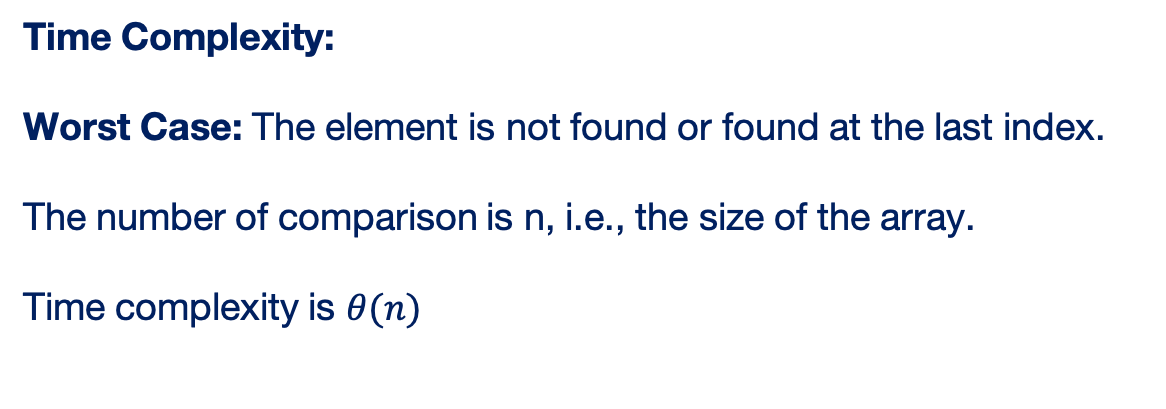 Time Complexity:
Worst Case: The element is not found or found at the last index.
The number of comparison is n, i.e., the size of the array.
Time complexity is 𝜃(𝑛)